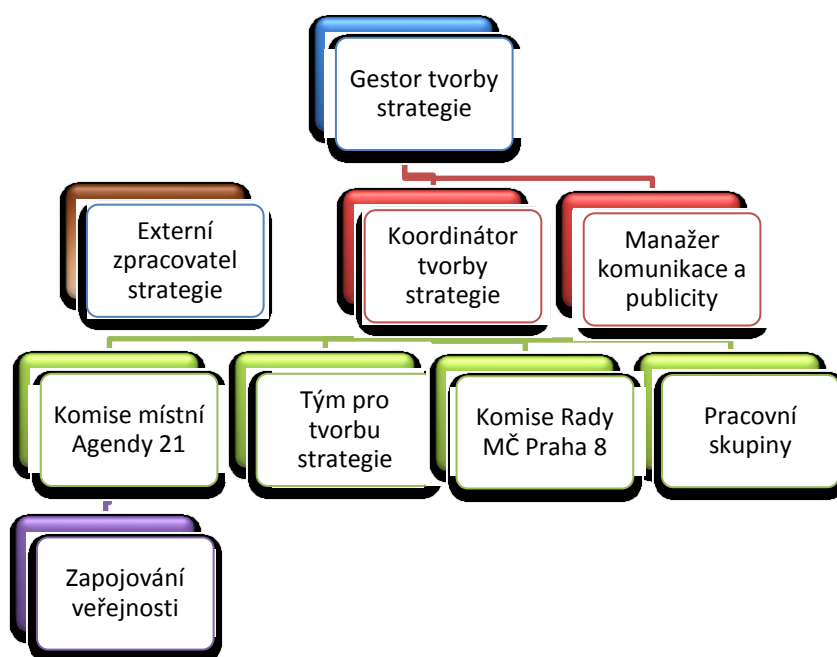 Gestor tvorby
strategie
Externí
zpracovatel
strategie
Koordinátor
tvorby
strategie
Manažer
komunikace a
publicity
Komise místní
Agendy 21
Tým pro
tvorbu
strategie
Komise Rady
MČ Praha 8
Pracovní
skupiny
Zapojování
veřejnosti